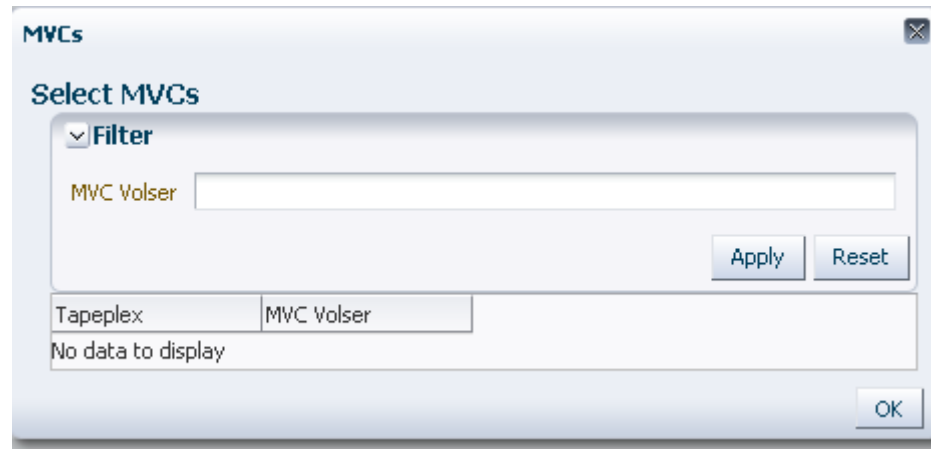 MVCs
Select MVCs
Filter
MVC Volser
Apply Reset
Tapeplex MVC Volser
No data to display
OK